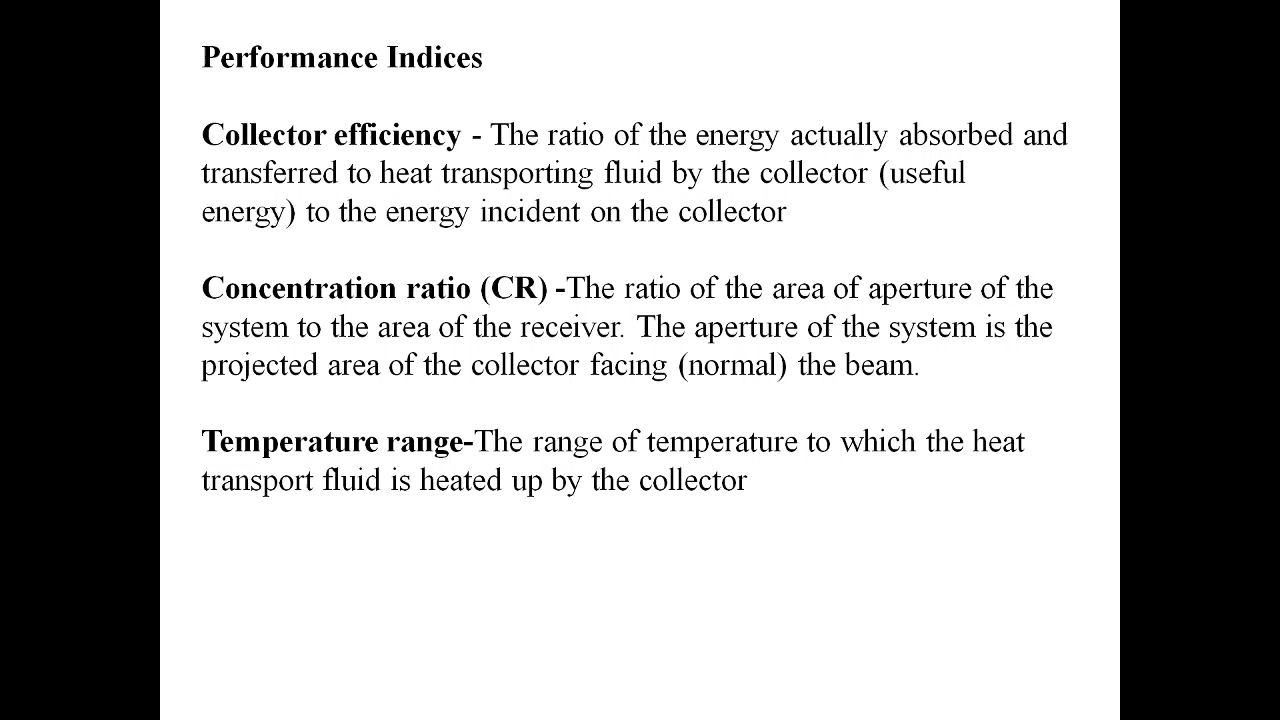 Performance Indices
Collector efficiency - The ratio of the energy actually absorbed and
transferred to heat transporting fluid by the collector (useful
energy) to the energy incident on the collector
Concentration ratio (CR) -The ratio of the area of aperture of the
system to the area of the receiver. The aperture of the system is the
projected area of the collector facing (normal) the beam.
Temperature range-The range of temperature to which the heat
transport fluid is heated up by the collector